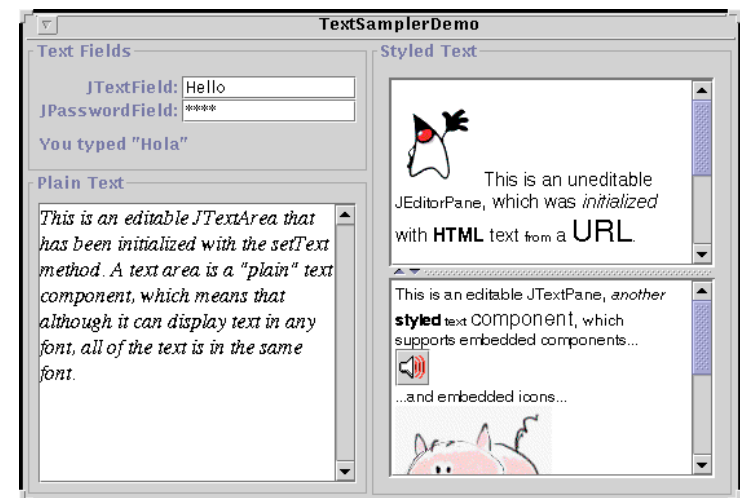 TextSamplerDemo
Text Fields
JTextField: Hello
JPasswordField: ****
You typed "Hola"
Plain Text
This is an editable JTextArea that
has been initialized with the setText
method. A text area is a "plain" text
component, which means that
although it can display text in any
font, all of the text is in the same
font.
Styled Text
This is an uneditable
JEditorPane, which was initialized
with HTML text from a URL.
This is an editable JTextPane, another
styled text component, which
supports embedded components...
...and embedded icons...